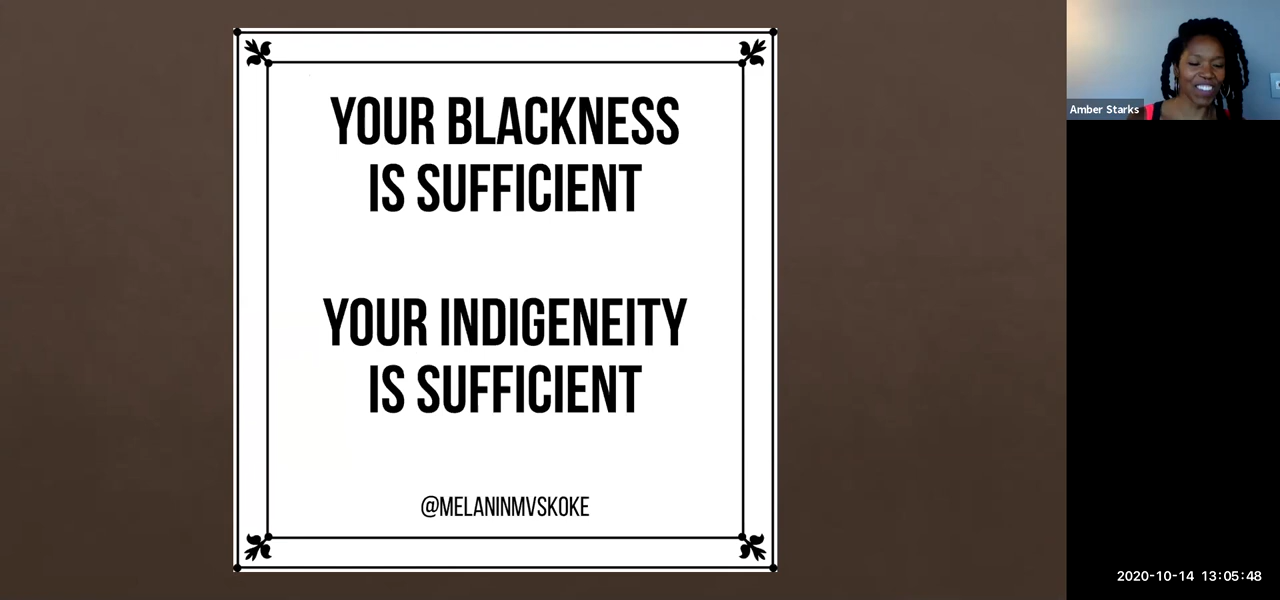 YOUR BLACKNESS
IS SUFFICIENT
YOUR INDIGENEITY
IS SUFFICIENT
@MELANINMVSKOKE
Amber Starks
2020-10-14 13:05:48